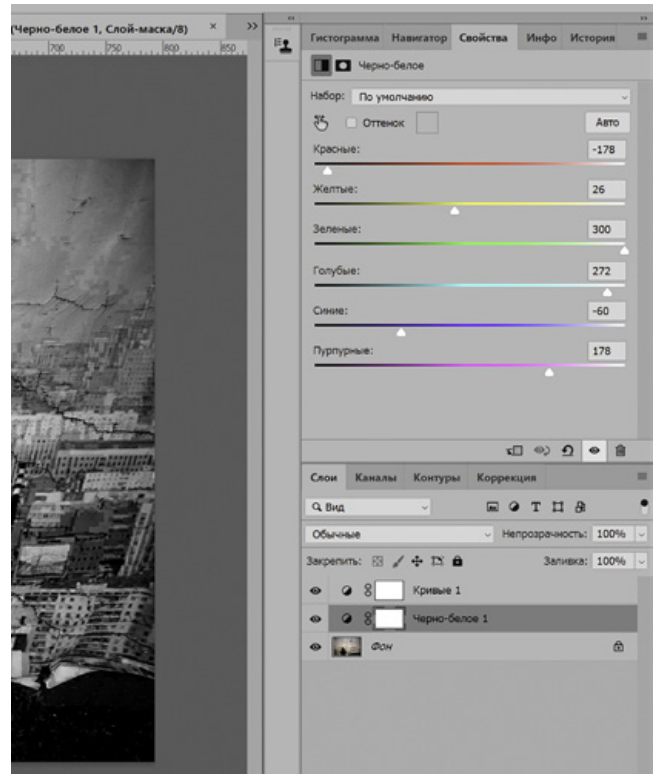 (Черно-белое 1, Слой-маска/8) ×
700 750 800 850
Гистограмма Навигатор Свойства Инфо История
Черно-белое
Набор: По умолчанию
Оттенок Авто
Красные: -178
Желтые: 26
Зеленые: 300
Голубые: 272
Синие: -60
Пурпурные: 178
Слои Каналы Контуры Коррекция
Вид
Обычные Непрозрачность: 100%
Закрепить: Заливка: 100%
Кривые 1
Черно-белое 1
Фон